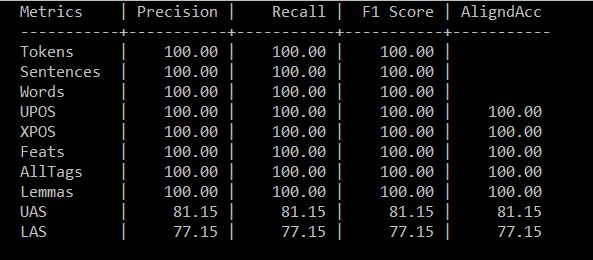 Metrics    | Precision |    Recall |  F1 Score | AligndAcc
-----------+-----------+-----------+-----------+-----------
Tokens     |    100.00 |    100.00 |    100.00 |
Sentences  |    100.00 |    100.00 |    100.00 |
Words      |    100.00 |    100.00 |    100.00 |
UPOS       |    100.00 |    100.00 |    100.00 |    100.00
XPOS       |    100.00 |    100.00 |    100.00 |    100.00
Feats      |    100.00 |    100.00 |    100.00 |    100.00
AllTags    |    100.00 |    100.00 |    100.00 |    100.00
Lemmas     |    100.00 |    100.00 |    100.00 |    100.00
UAS        |     81.15 |     81.15 |     81.15 |     81.15
LAS        |     77.15 |     77.15 |     77.15 |     77.15